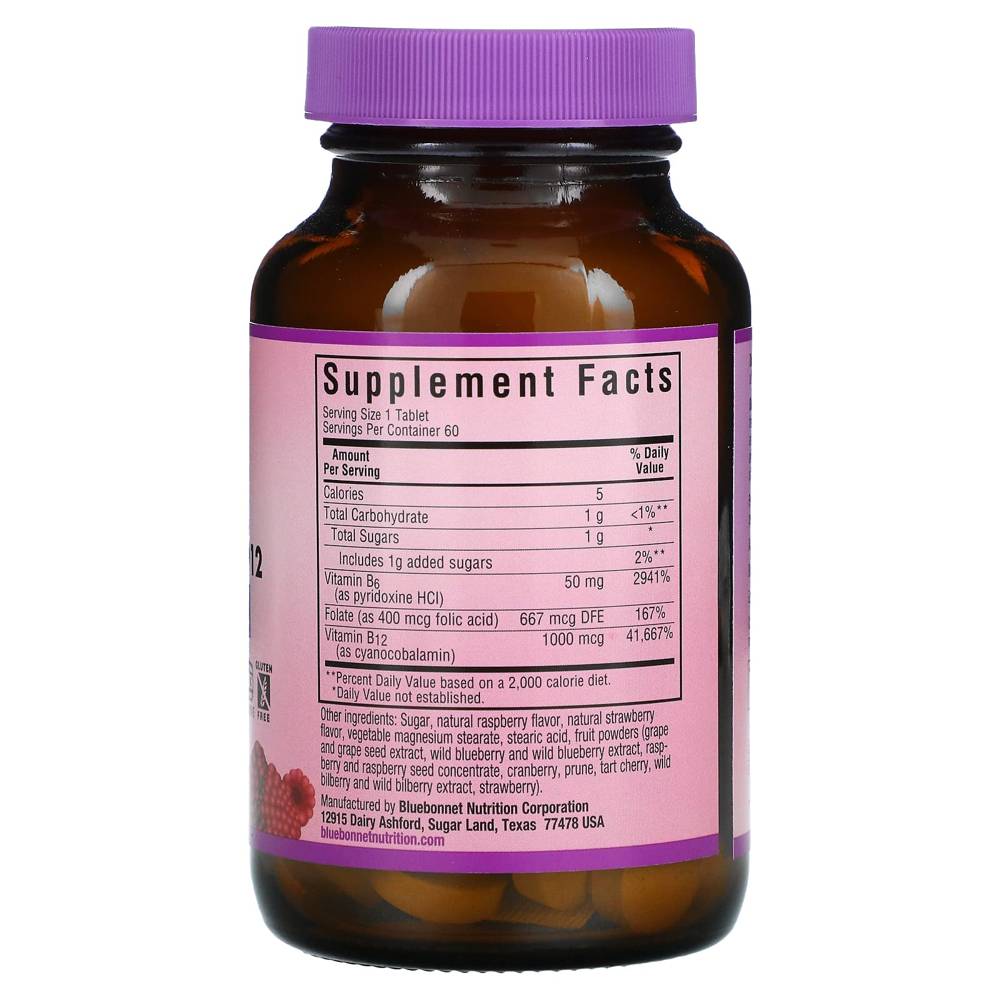 Supplement Facts
Serving Size 1 Tablet
Servings Per Container 60
Amount Per Serving % Daily Value
Calories 5
Total Carbohydrate 1 g <1%**
Total Sugars 1 g *
Includes 1g added sugars 2%**
Vitamin B6 50 mg 2941%
(as pyridoxine HCl)
Folate (as 400 mcg folic acid) 667 mcg DFE 167%
Vitamin B12 1000 mcg 41,667%
(as cyanocobalamin)
**Percent Daily Value based on a 2,000 calorie diet.
*Daily Value not established.
Other ingredients: Sugar, natural raspberry flavor, natural strawberry
flavor, vegetable magnesium stearate, stearic acid, fruit powders (grape
and grape seed extract, wild blueberry and wild blueberry extract, rasp-
berry and raspberry seed concentrate, cranberry, prune, tart cherry, wild
bilberry and wild bilberry extract, strawberry).
Manufactured by Bluebonnet Nutrition Corporation
12915 Dairy Ashford, Sugar Land, Texas 77478 USA
bluebonnetnutrition.com
12
GLUTEN
FREE